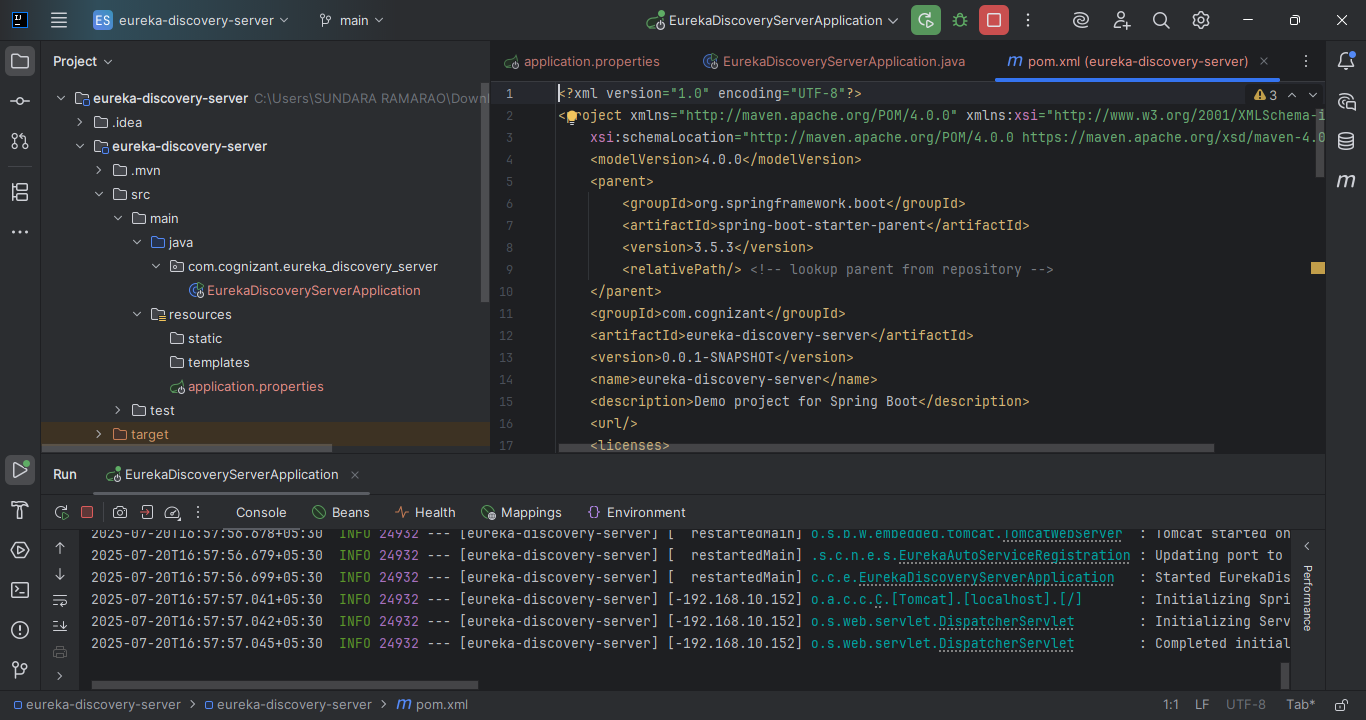 ES eureka-discovery-server main EurekaDiscoveryServerApplication
Project
eureka-discovery-server C:\Users\SUNDARA RAMARAO\Downl
.idea
eureka-discovery-server
.mvn
src
main
java
com.cognizant.eureka_discovery_server
EurekaDiscoveryServerApplication
resources
static
templates
application.properties
test
target
application.properties EurekaDiscoveryServerApplication.java m pom.xml (eureka-discovery-server)
3
1 <?xml version="1.0" encoding="UTF-8"?>
2 <project xmlns="http://maven.apache.org/POM/4.0.0" xmlns:xsi="http://www.w3.org/2001/XMLSchema-i
3 xsi:schemaLocation="http://maven.apache.org/POM/4.0.0 https://maven.apache.org/xsd/maven-4.0
4 <modelVersion>4.0.0</modelVersion>
5 <parent>
6 <groupId>org.springframework.boot</groupId>
7 <artifactId>spring-boot-starter-parent</artifactId>
8 <version>3.5.3</version>
9 <relativePath/> <!-- lookup parent from repository -->
10 </parent>
11 <groupId>com.cognizant</groupId>
12 <artifactId>eureka-discovery-server</artifactId>
13 <version>0.0.1-SNAPSHOT</version>
14 <name>eureka-discovery-server</name>
15 <description>Demo project for Spring Boot</description>
16 <url/>
17 <licenses>
Run EurekaDiscoveryServerApplication
Console Beans Health Mappings Environment
2025-07-20T16:57:56.678+05:30 INFO 24932 --- [eureka-discovery-server] [ restartedMain] o.s.b.w.embedded.tomcat.TomcatWebServer : Tomcat started on
2025-07-20T16:57:56.679+05:30 INFO 24932 --- [eureka-discovery-server] [ restartedMain] .s.c.n.e.s.EurekaAutoServiceRegistration : Updating port to
2025-07-20T16:57:56.699+05:30 INFO 24932 --- [eureka-discovery-server] [ restartedMain] c.c.e.EurekaDiscoveryServerApplication : Started EurekaDis
2025-07-20T16:57:57.041+05:30 INFO 24932 --- [eureka-discovery-server] [-192.168.10.152] o.a.c.c.C.[Tomcat].[localhost].[/] : Initializing Spri
2025-07-20T16:57:57.042+05:30 INFO 24932 --- [eureka-discovery-server] [-192.168.10.152] o.s.web.servlet.DispatcherServlet : Initializing Serv
2025-07-20T16:57:57.045+05:30 INFO 24932 --- [eureka-discovery-server] [-192.168.10.152] o.s.web.servlet.DispatcherServlet : Completed initial
Performance
eureka-discovery-server > eureka-discovery-server > m pom.xml 1:1 LF UTF-8 Tab*